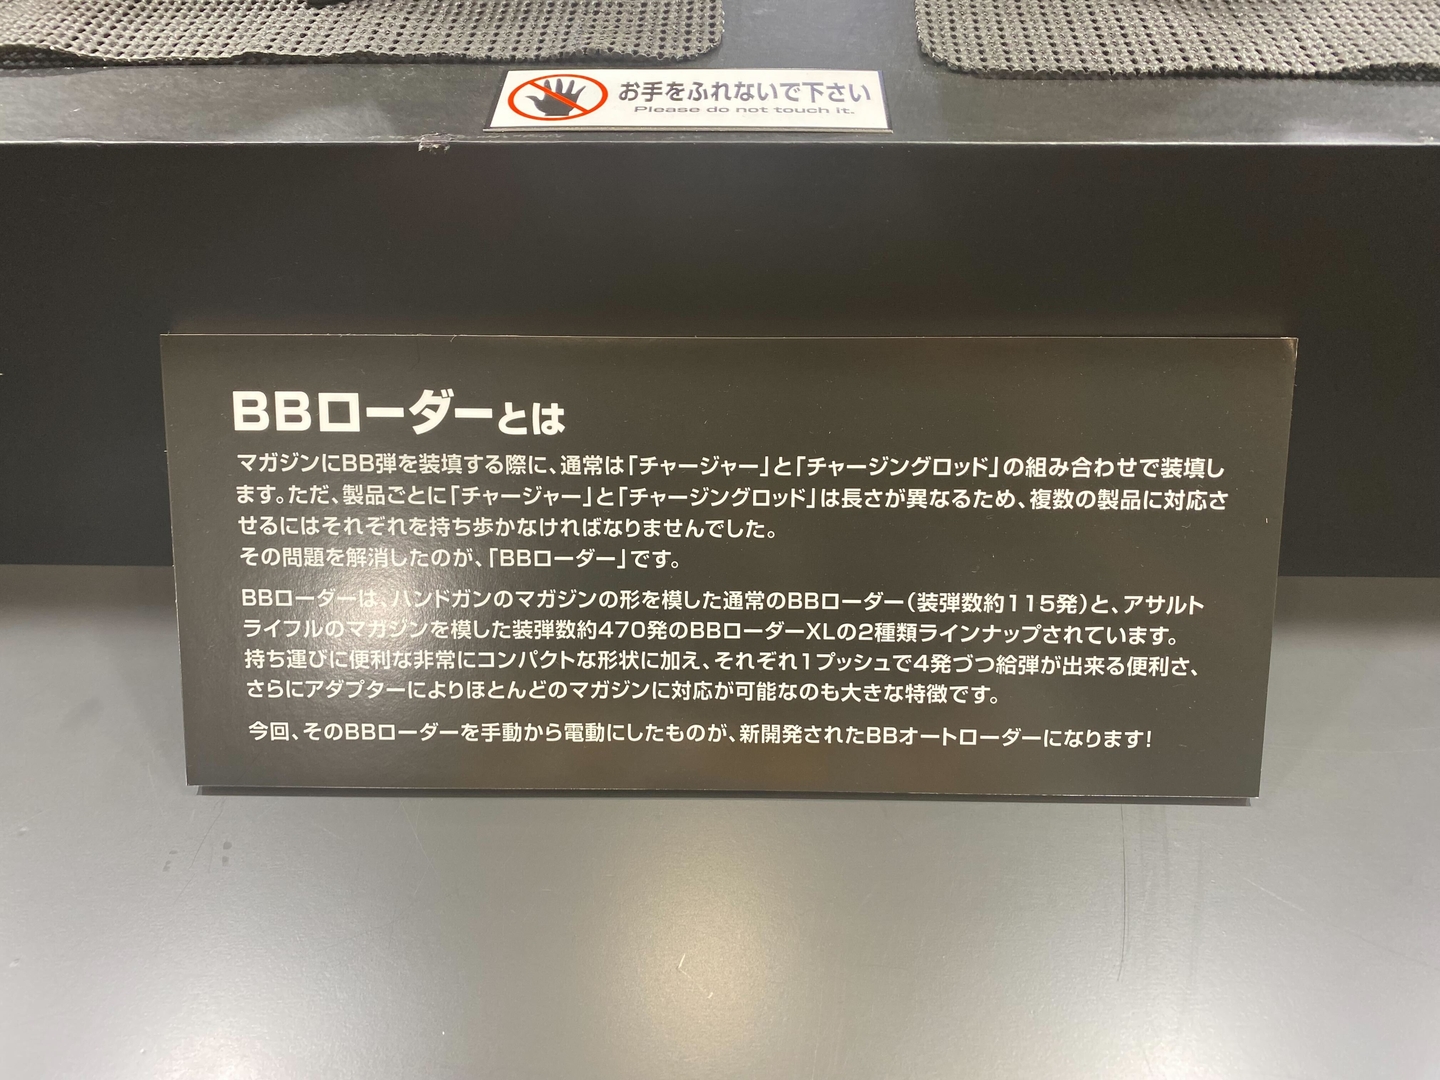 お手をふれないで下さい
Please do not touch it.
BBローダーとは
マガジンにBB弾を装填する際に、通常は「チャージャー」と「チャージングロッド」の組み合わせで装填し
ます。ただ、製品ごとに「チャージャー」と「チャージングロッド」は長さが異なるため、複数の製品に対応さ
せるにはそれぞれを持ち歩かなければなりませんでした。
その問題を解消したのが、「BBローダー」です。
BBローダーは、ハンドガンのマガジンの形を模した通常のBBローダー(装弾数約115発)と、アサルト
ライフルのマガジンを模した装弾数約470発のBBローダーXLの2種類ラインナップされています。
持ち運びに便利な非常にコンパクトな形状に加え、それぞれ1プッシュで4発づつ給弾が出来る便利さ、
さらにアダプターによりほとんどのマガジンに対応が可能なのも大きな特徴です。
今回、そのBBローダーを手動から電動にしたものが、新開発されたBBオートローダーになります!